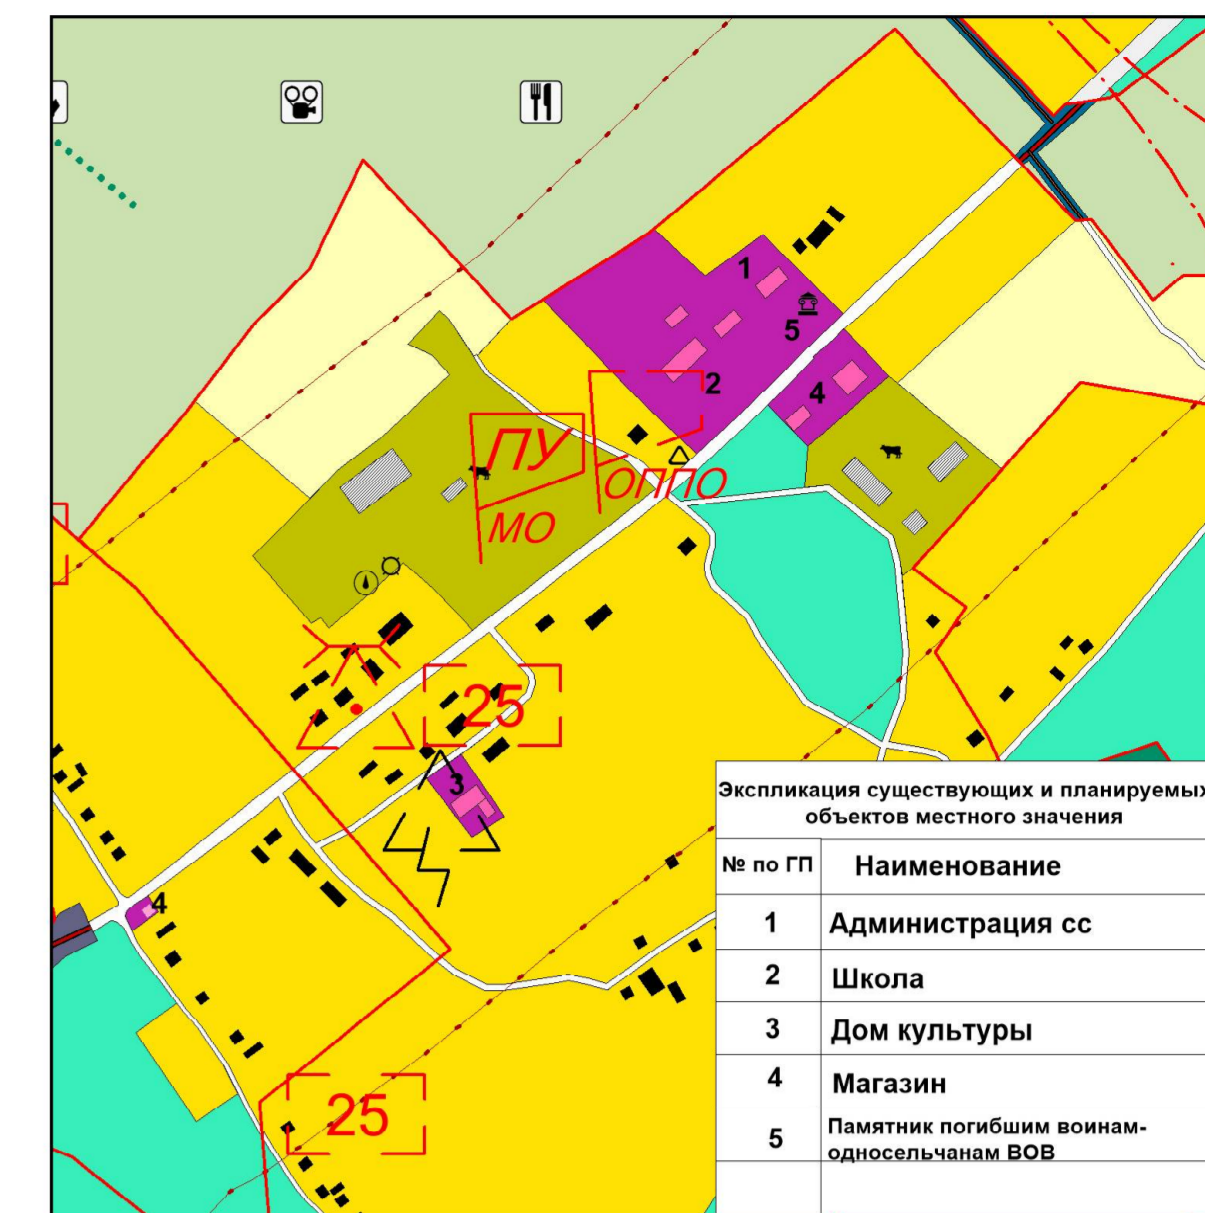 1
5
2
4
ПУ
ОППО
МО
25
3
4
25
Экспликация существующих и планируемых
объектов местного значения
№ по ГП Наименование
1 Администрация сс
2 Школа
3 Дом культуры
4 Магазин
5 Памятник погибшим воинам-
односельчанам ВОВ